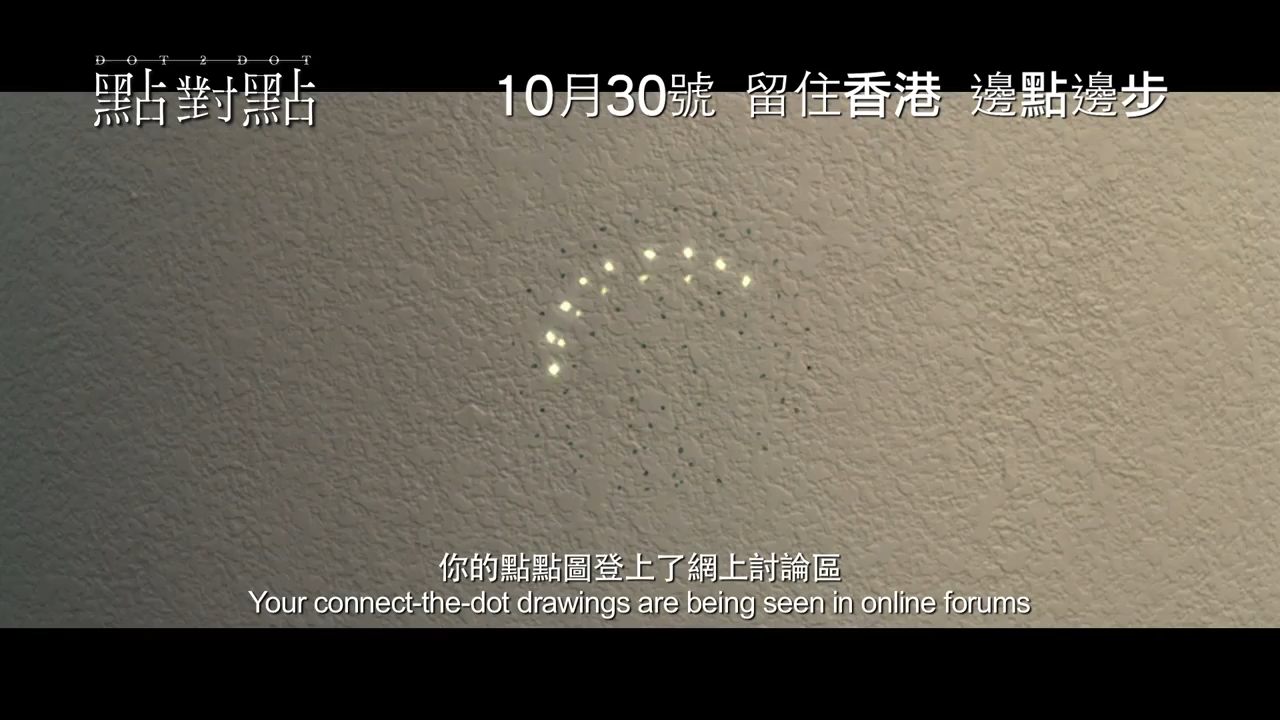 DOT 2 DOT
點對點
10月30號 留住香港 邊點邊步
你的點點圖登上了網上討論區
Your connect-the-dot drawings are being seen in online forums